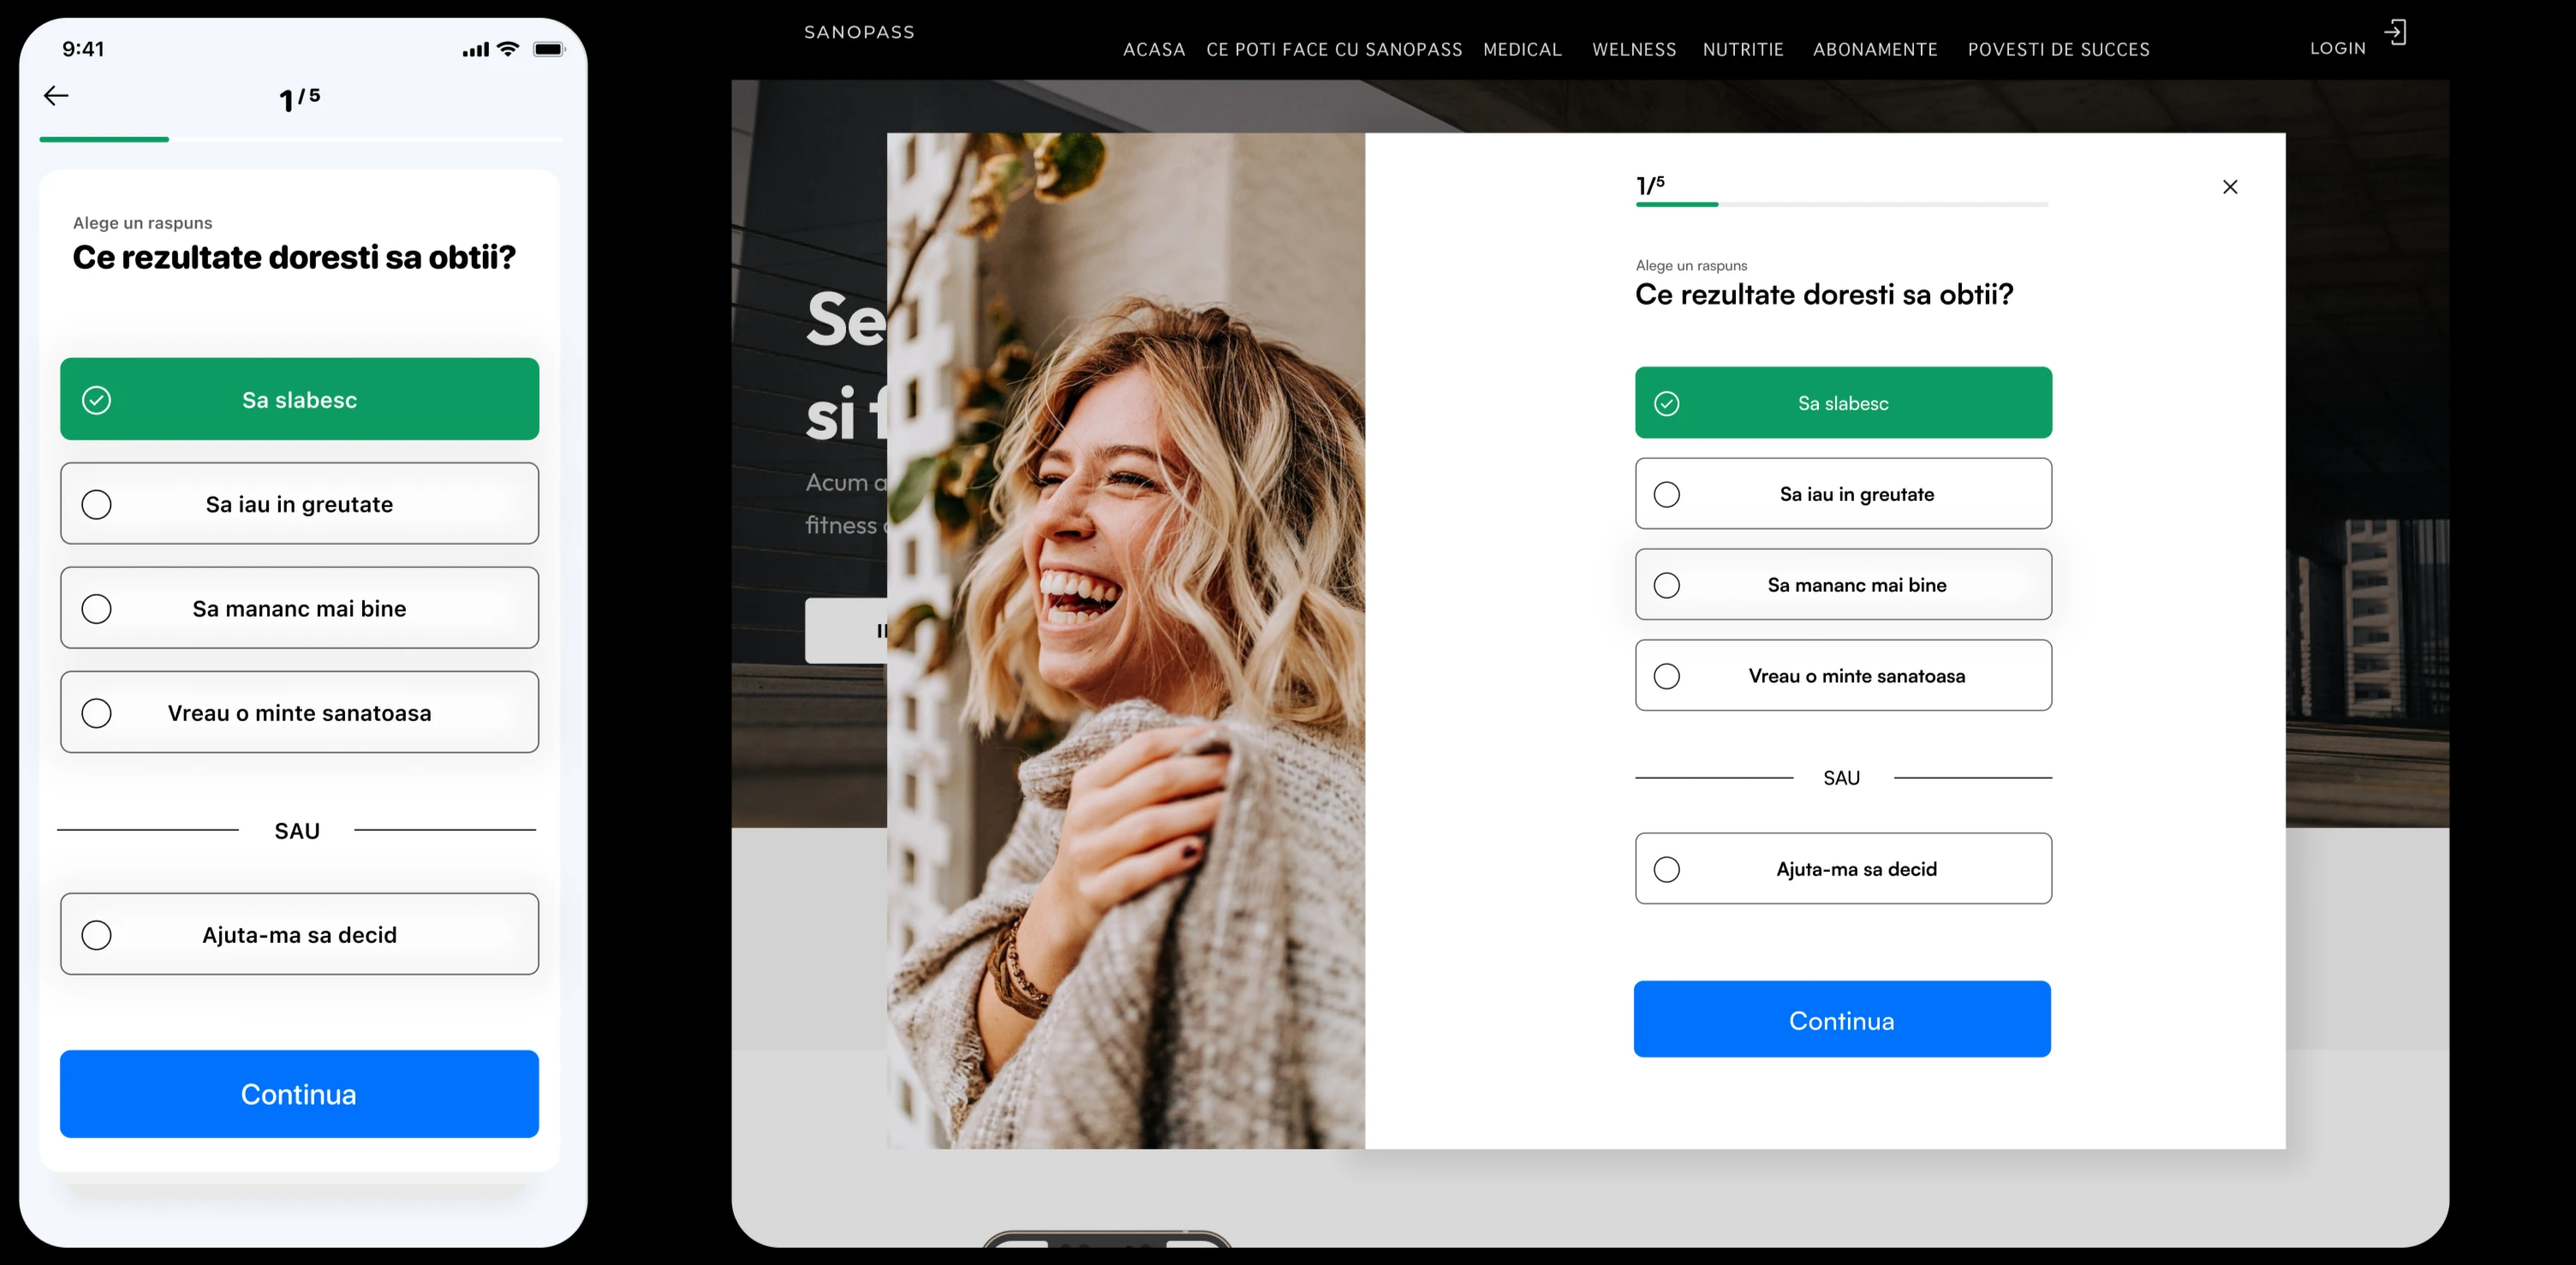 9:41
1/5
Alege un raspuns
Ce rezultate doresti sa obtii?
Sa slabesc
Sa iau in greutate
Sa mananc mai bine
Vreau o minte sanatoasa
SAU
Ajuta-ma sa decid
Continua
SANOPASS
ACASA CE POTI FACE CU SANOPASS MEDICAL WELNESS NUTRITIE ABONAMENTE POVESTI DE SUCCES LOGIN
Se
si f
Acum a
fitness
1/5
Alege un raspuns
Ce rezultate doresti sa obtii?
Sa slabesc
Sa iau in greutate
Sa mananc mai bine
Vreau o minte sanatoasa
SAU
Ajuta-ma sa decid
Continua